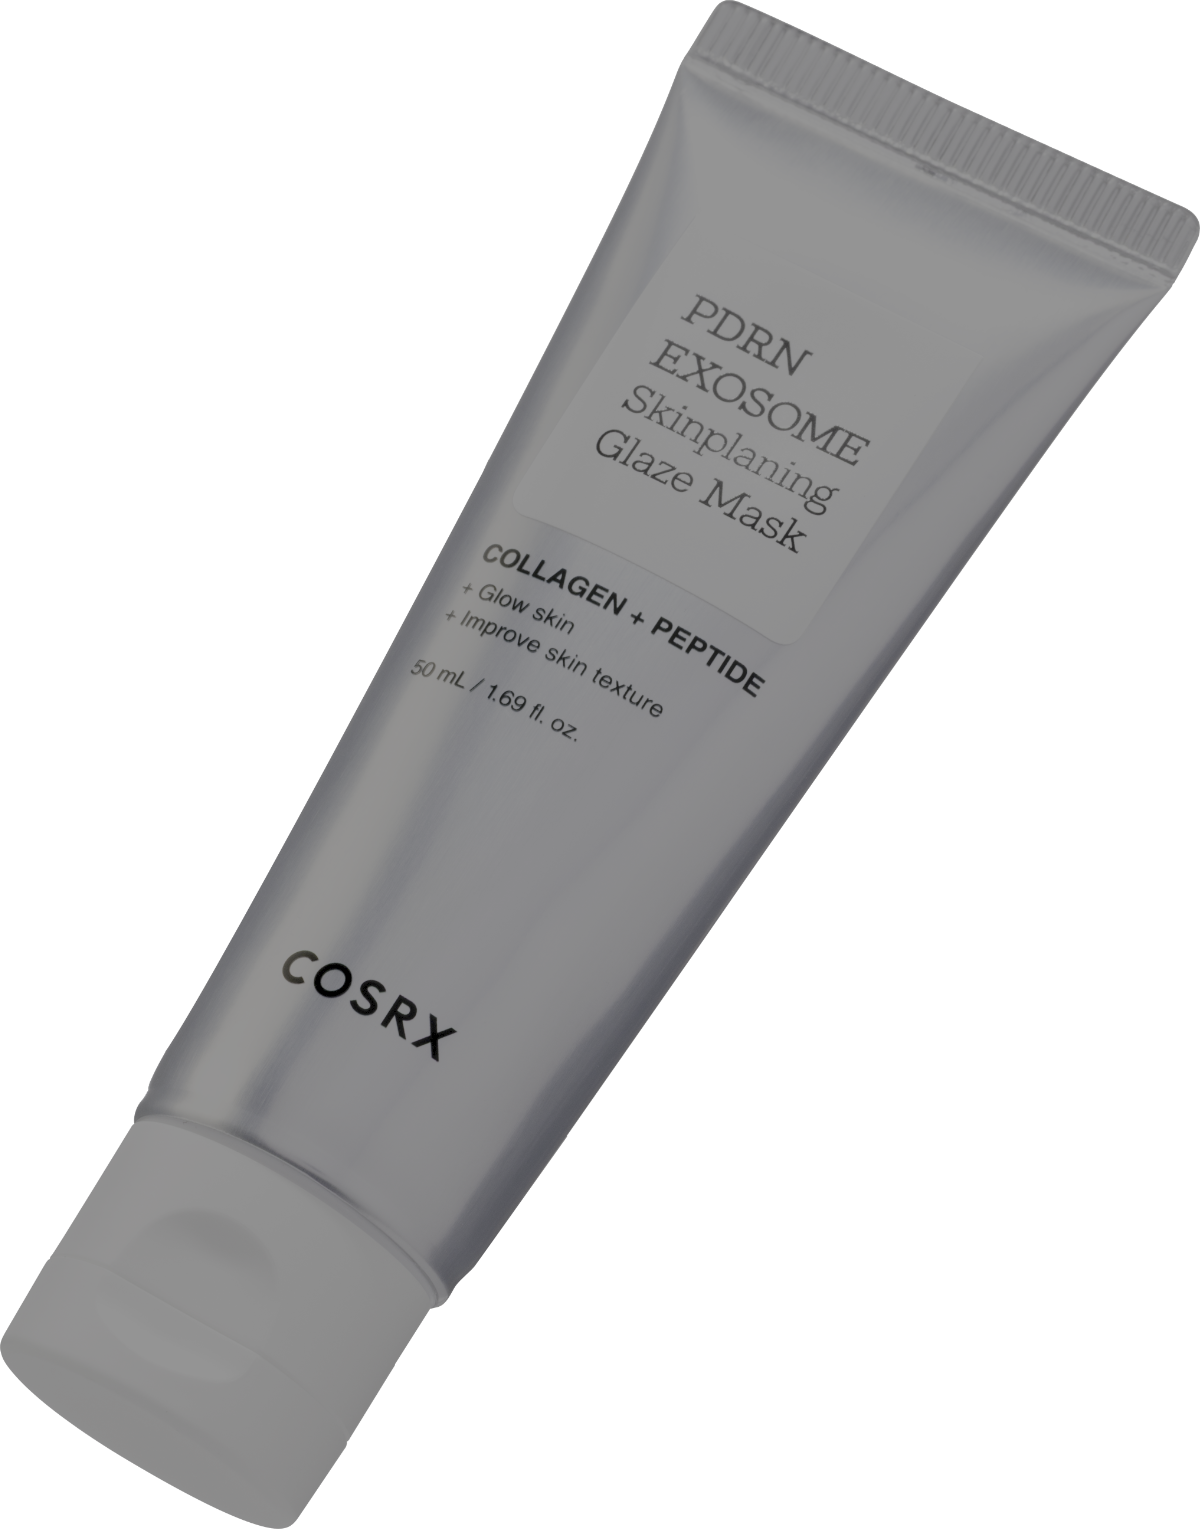 PDRN
EXOSOME
Skinplaning
Glaze Mask
COLLAGEN + PEPTIDE
+ Glow skin
+ Improve skin texture
50 mL / 1.69 fl. oz.
COSRX